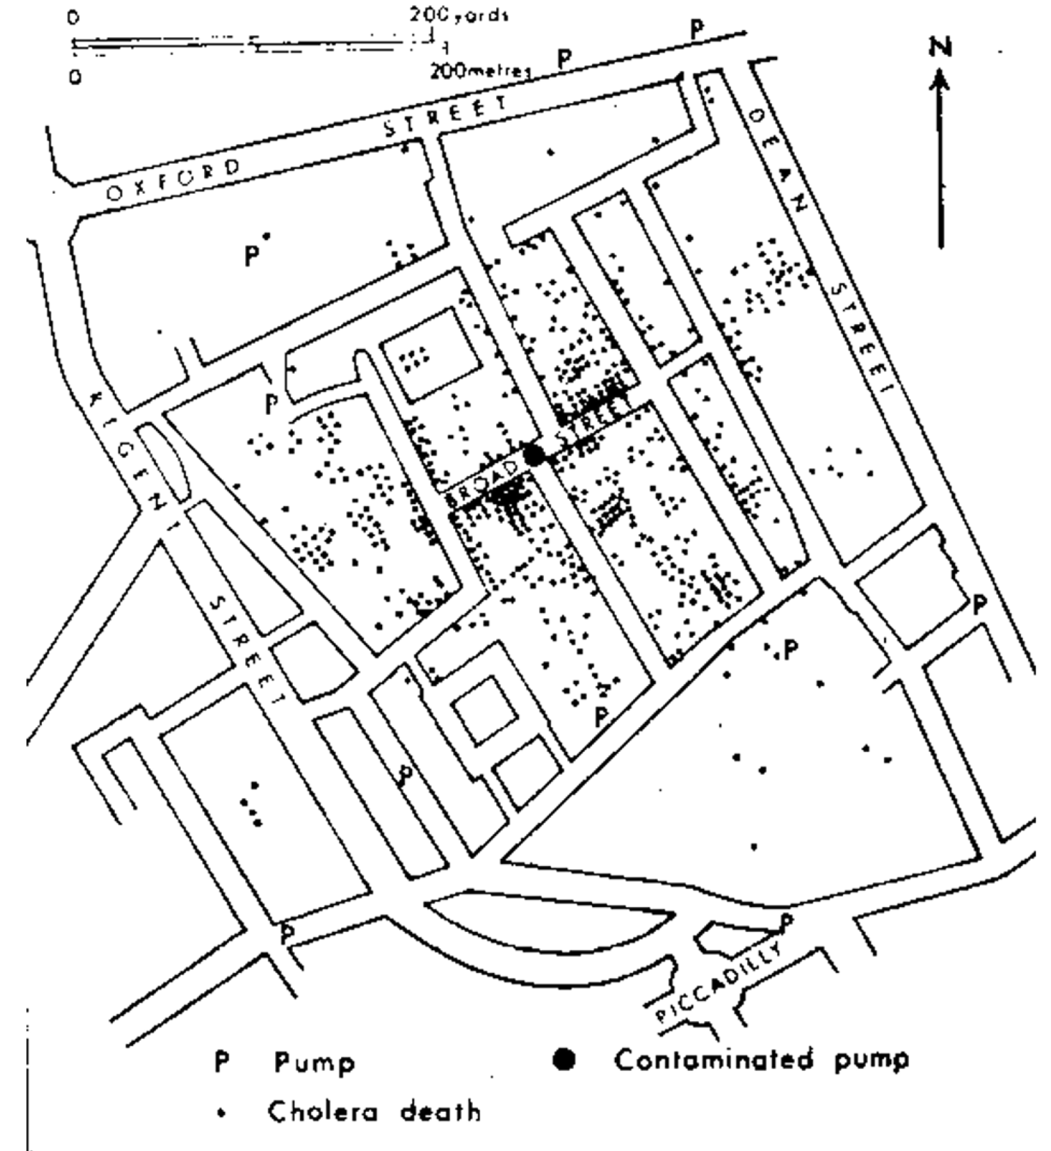 0 200 yards
0 200 metres
N
P
P
OXFORD STREET
DEAN STREET
P
P
REGENT STREET
BROAD STREET
P
P
P
P
P
P
PICCADILLY
P Pump
● Contaminated pump
• Cholera death